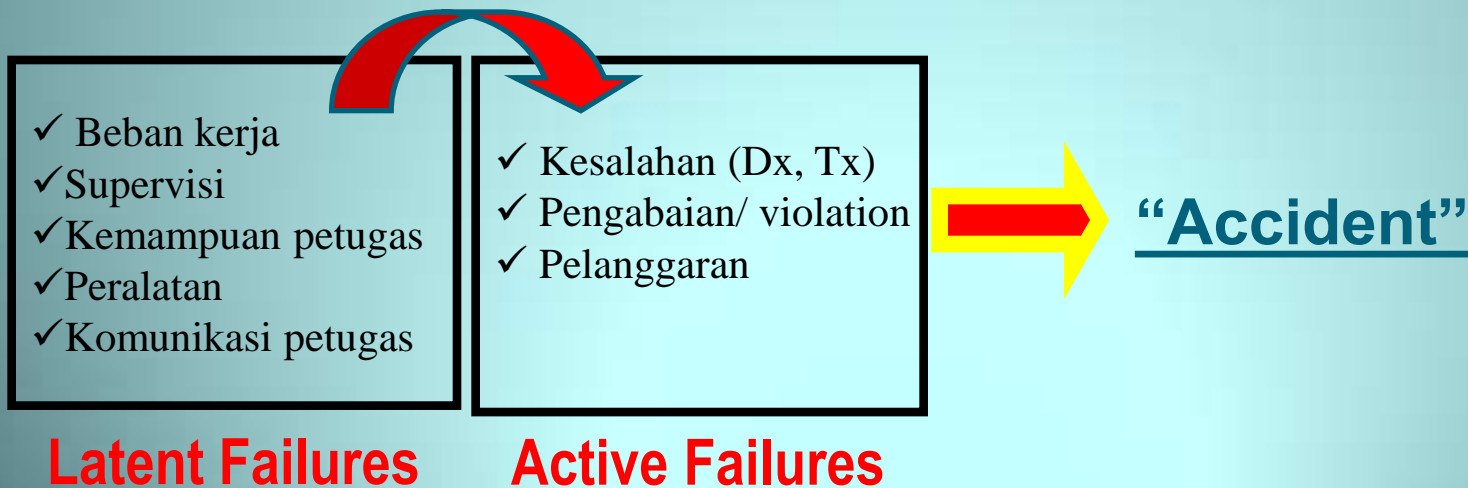 ✓ Beban kerja
✓Supervisi
✓Kemampuan petugas
✓Peralatan
✓Komunikasi petugas
Latent Failures
✓ Kesalahan (Dx, Tx)
✓ Pengabaian/ violation
✓ Pelanggaran
Active Failures
“Accident”